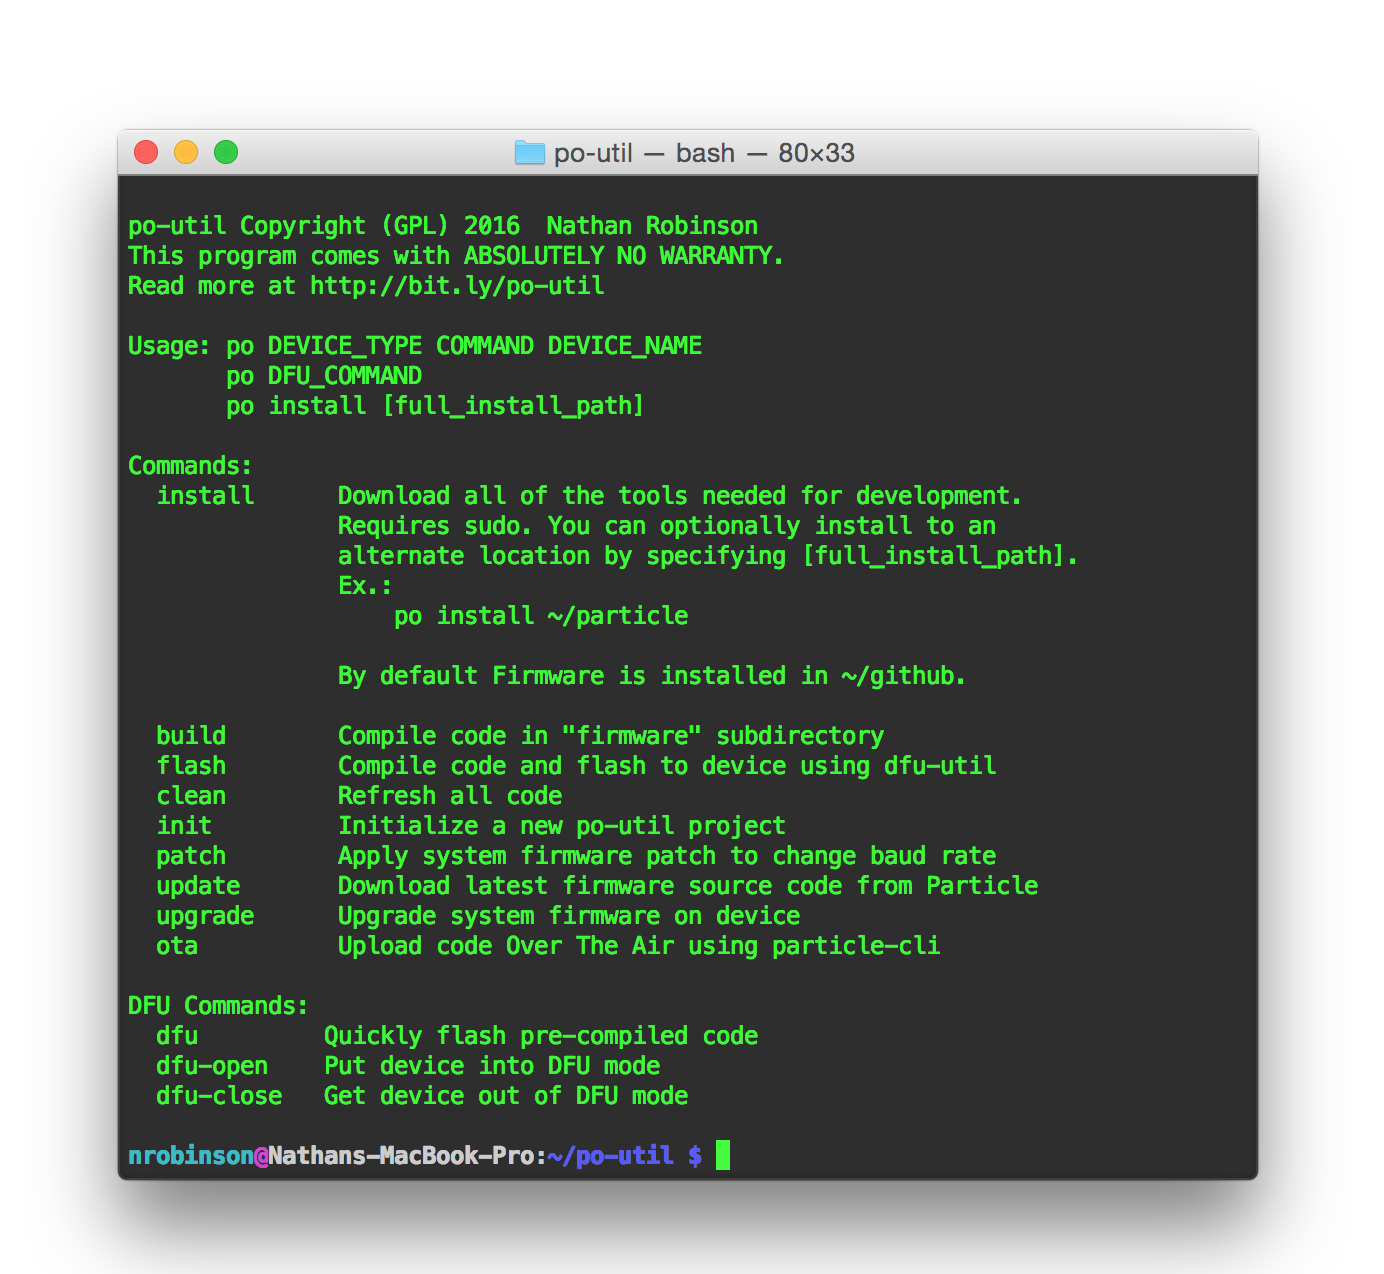 po-util — bash — 80×33
po-util Copyright (GPL) 2016  Nathan Robinson
This program comes with ABSOLUTELY NO WARRANTY.
Read more at http://bit.ly/po-util
Usage: po DEVICE_TYPE COMMAND DEVICE_NAME
       po DFU_COMMAND
       po install [full_install_path]
Commands:
  install      Download all of the tools needed for development.
               Requires sudo. You can optionally install to an
               alternate location by specifying [full_install_path].
               Ex.:
                   po install ~/particle
               By default Firmware is installed in ~/github.
  build        Compile code in "firmware" subdirectory
  flash        Compile code and flash to device using dfu-util
  clean        Refresh all code
  init         Initialize a new po-util project
  patch        Apply system firmware patch to change baud rate
  update       Download latest firmware source code from Particle
  upgrade      Upgrade system firmware on device
  ota          Upload code Over The Air using particle-cli
DFU Commands:
  dfu         Quickly flash pre-compiled code
  dfu-open    Put device into DFU mode
  dfu-close   Get device out of DFU mode
nrobinson@Nathans-MacBook-Pro:~/po-util $